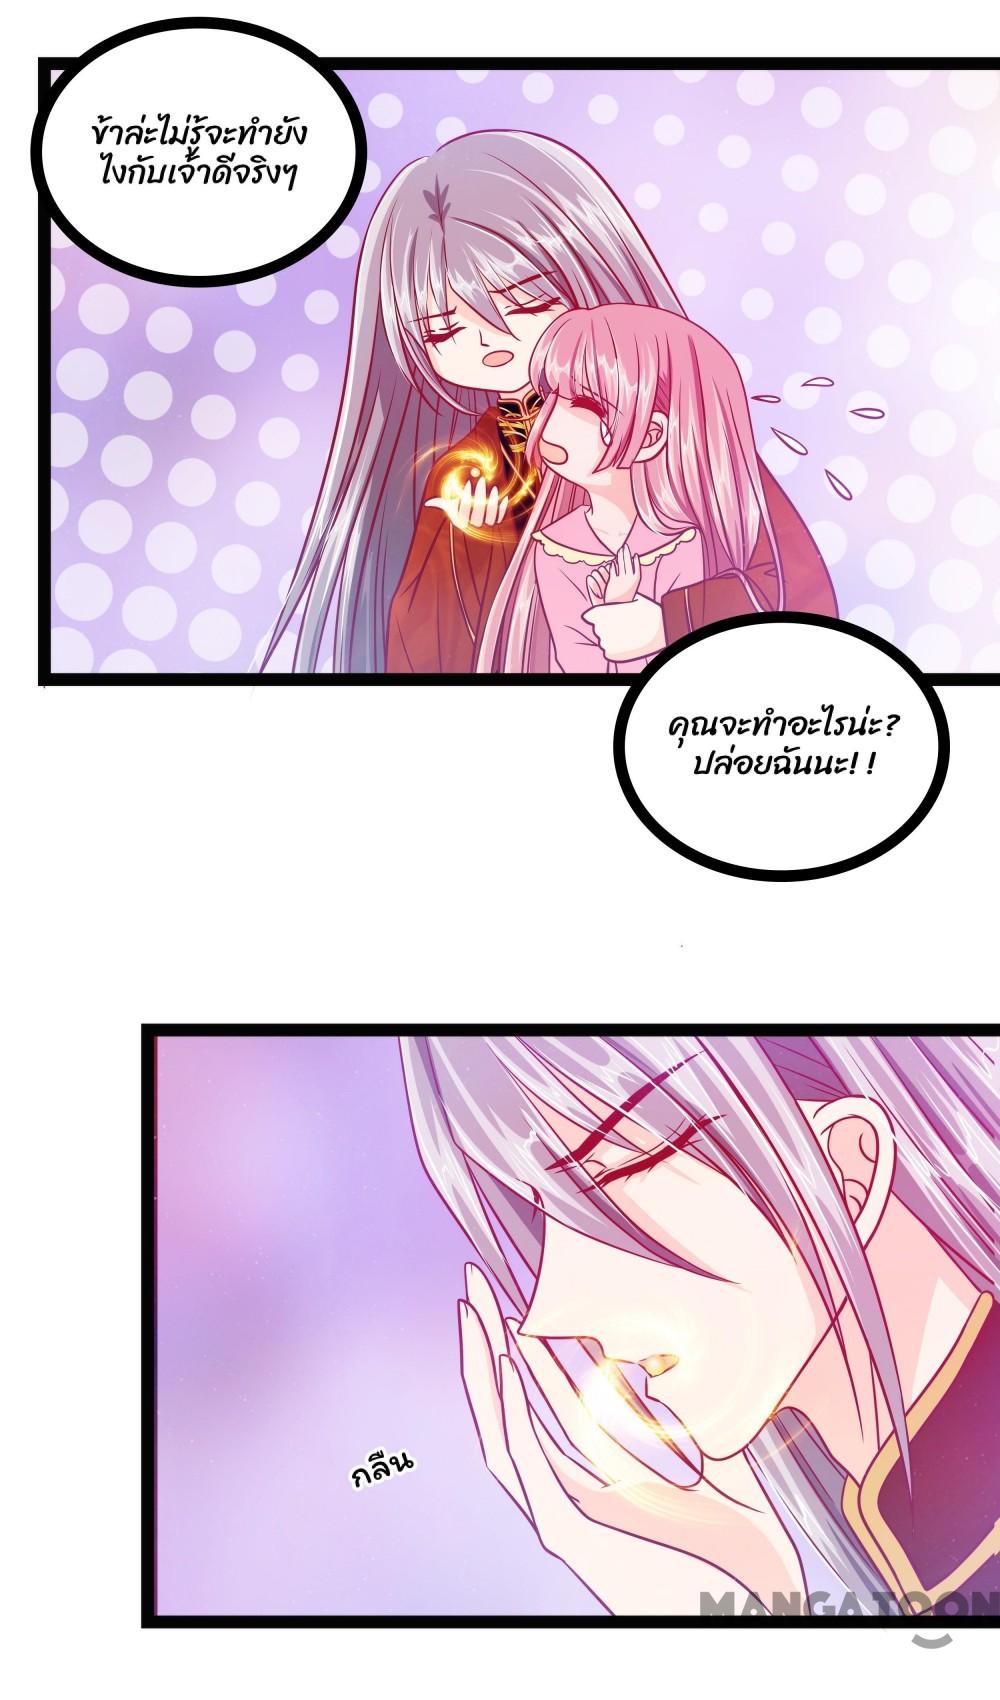 ข้าล่ะไม่รู้จะทำยัง
ไงกับเจ้าดีจริงๆ
คุณจะทำอะไรน่ะ?
ปล่อยฉันนะ!!
กลืน
MANGATOON